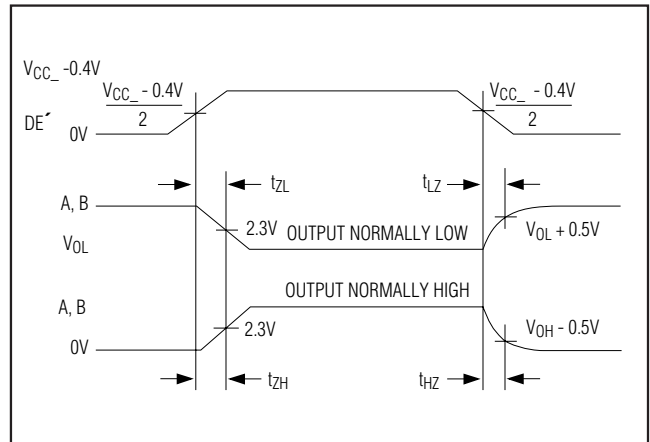 VCC_ -0.4V
VCC_ - 0.4V
2
VCC_ - 0.4V
2
DE´
0V
tZL
tLZ
A, B
2.3V
OUTPUT NORMALLY LOW
VOL + 0.5V
VOL
OUTPUT NORMALLY HIGH
A, B
2.3V
VOH - 0.5V
0V
tZH
tHZ